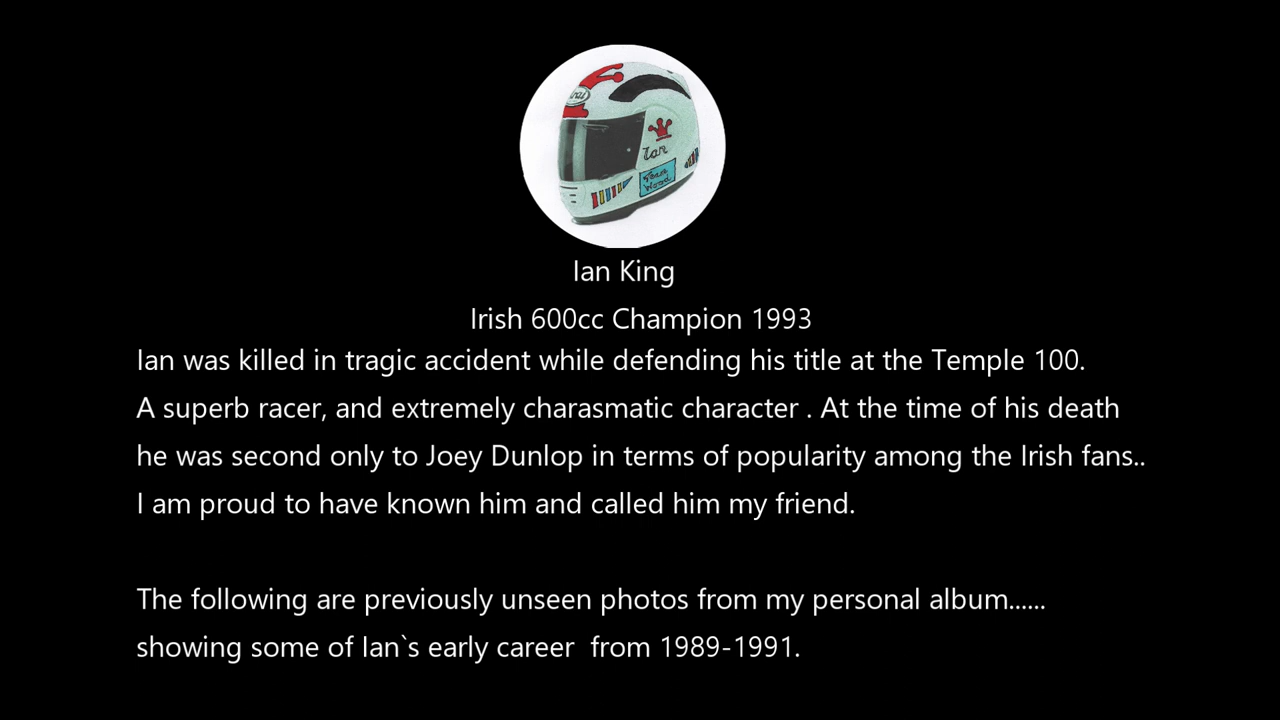 Arai
Ian
Team
Wood
Ian King
Irish 600cc Champion 1993
Ian was killed in tragic accident while defending his title at the Temple 100.
A superb racer, and extremely charasmatic character . At the time of his death
he was second only to Joey Dunlop in terms of popularity among the Irish fans..
I am proud to have known him and called him my friend.
The following are previously unseen photos from my personal album......
showing some of Ian`s early career  from 1989-1991.